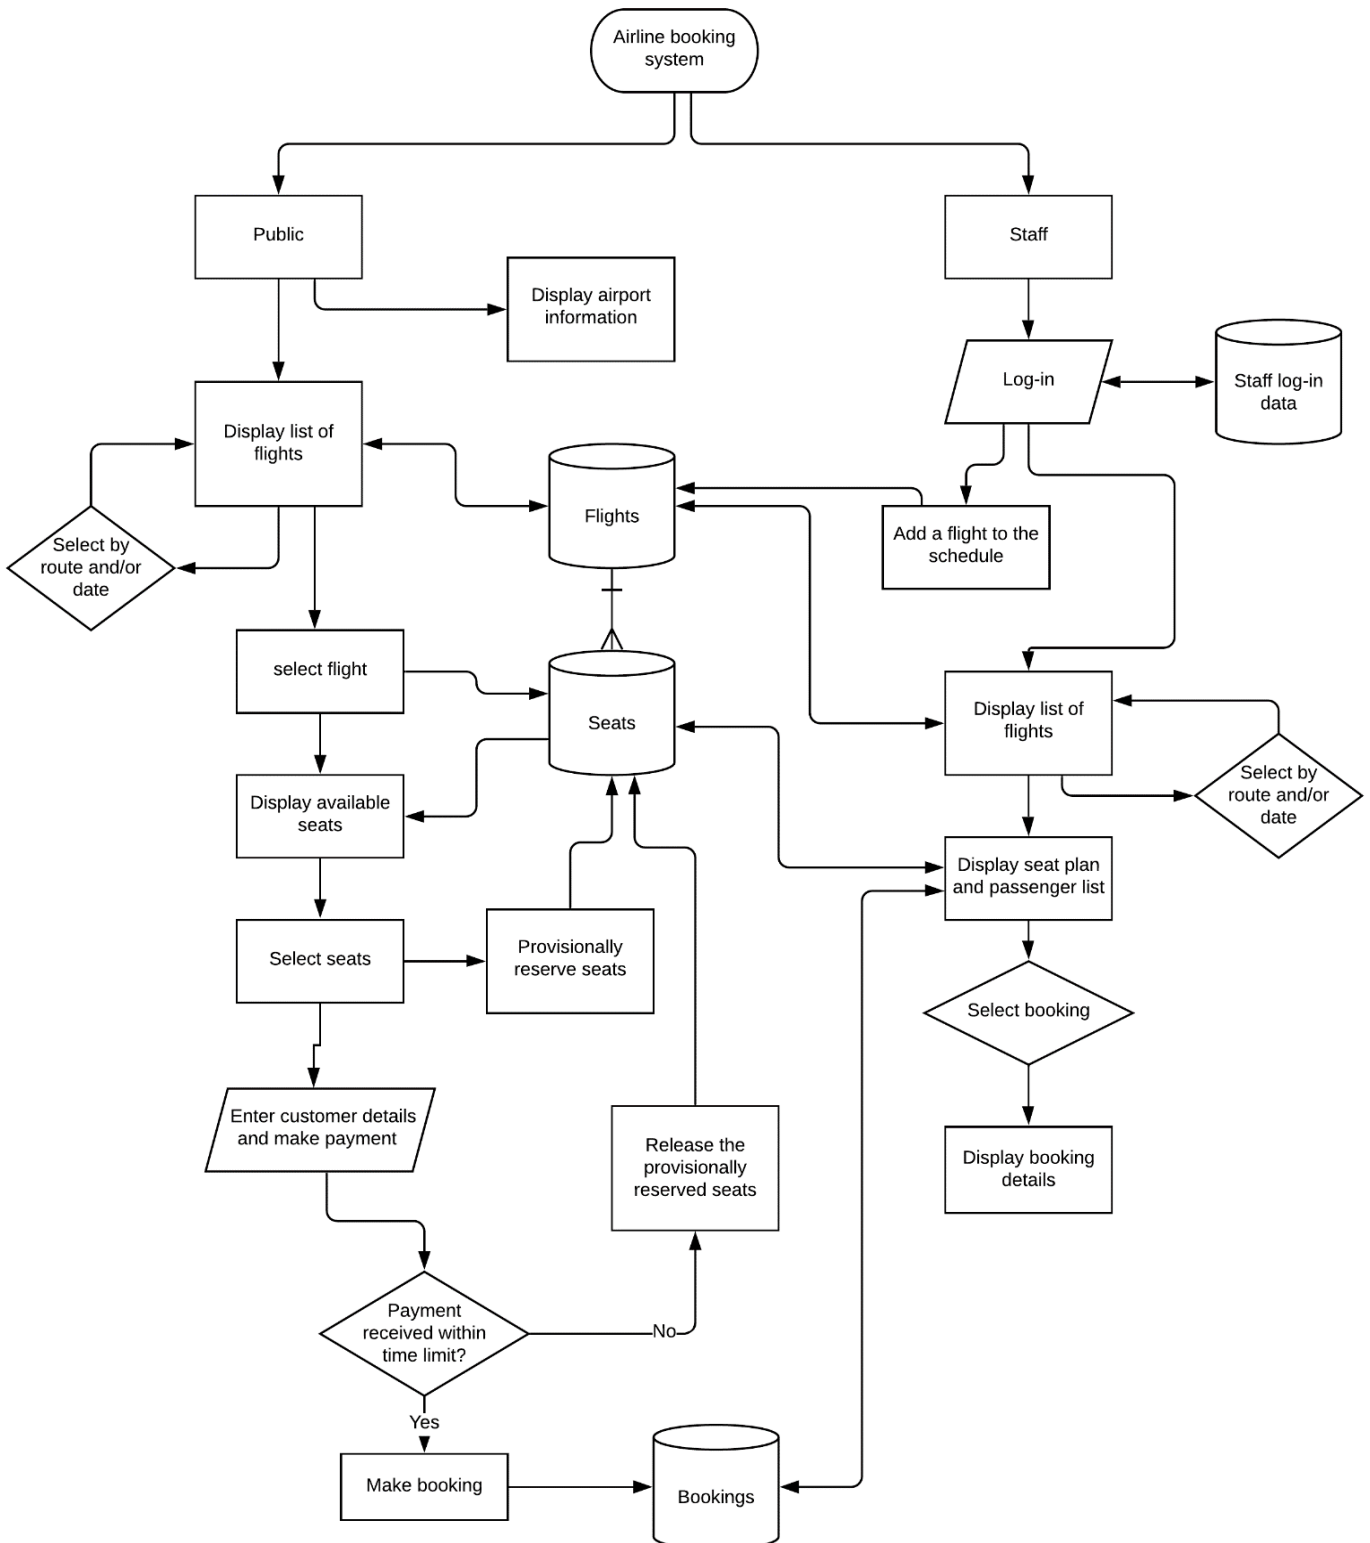 Airline booking
system
Public
Staff
Display airport
information
Log-in
Staff log-in
data
Display list of
flights
Flights
Add a flight to the
schedule
Select by
route and/or
date
select flight
Seats
Display list of
flights
Select by
route and/or
date
Display available
seats
Display seat plan
and passenger list
Select seats
Provisionally
reserve seats
Select booking
Enter customer details
and make payment
Release the
provisionally
reserved seats
Display booking
details
Payment
received within
time limit?
No
Yes
Make booking
Bookings